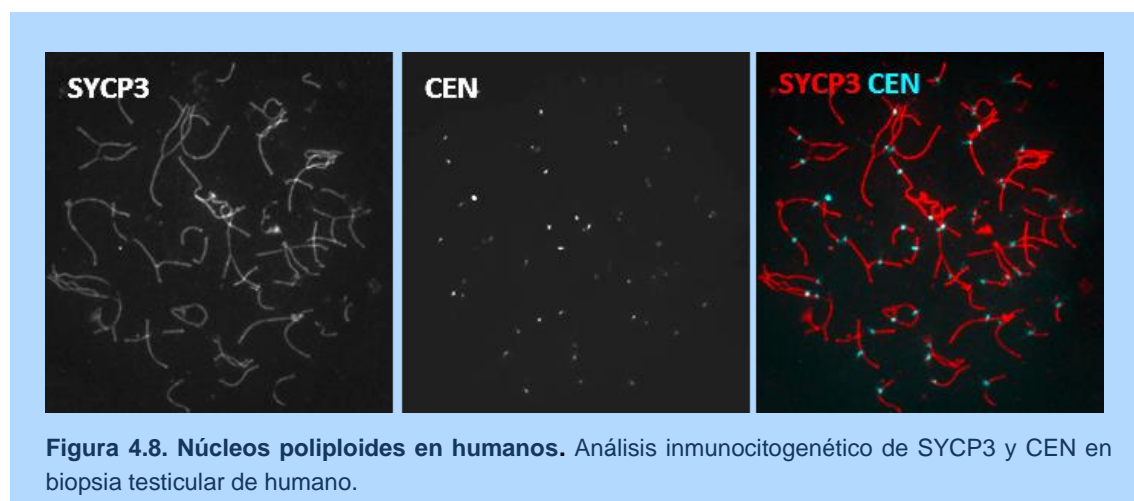 SYCP3
CEN
SYCP3 CEN
Figura 4.8. Núcleos poliploides en humanos. Análisis inmunocitogenético de SYCP3 y CEN en
biopsia testicular de humano.